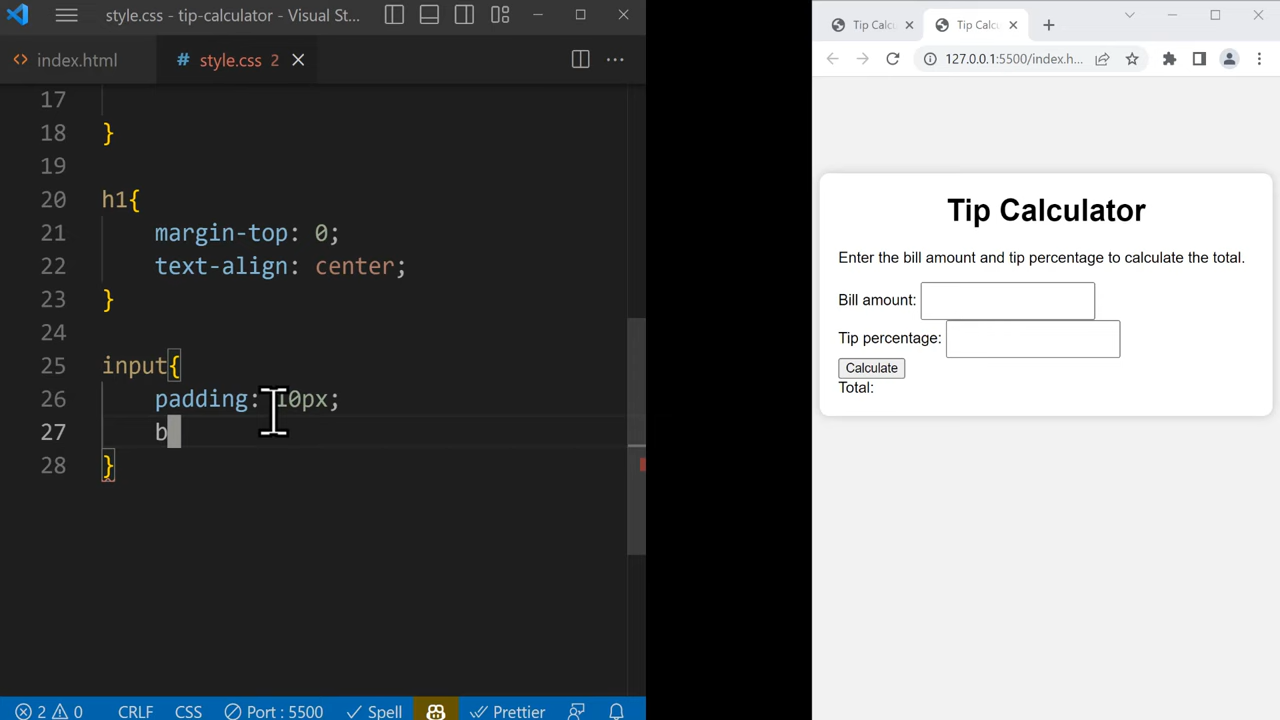 style.css - tip-calculator - Visual St...
index.html
# style.css 2
17
18 }
19
20 h1{
21 margin-top: 0;
22 text-align: center;
23 }
24
25 input{
26 padding: 10px;
27 b
28 }
2 0 CRLF CSS Port : 5500 Spell Prettier
Tip Calcu
Tip Calcu
127.0.0.1:5500/index.h...
Tip Calculator
Enter the bill amount and tip percentage to calculate the total.
Bill amount:
Tip percentage:
Calculate
Total: